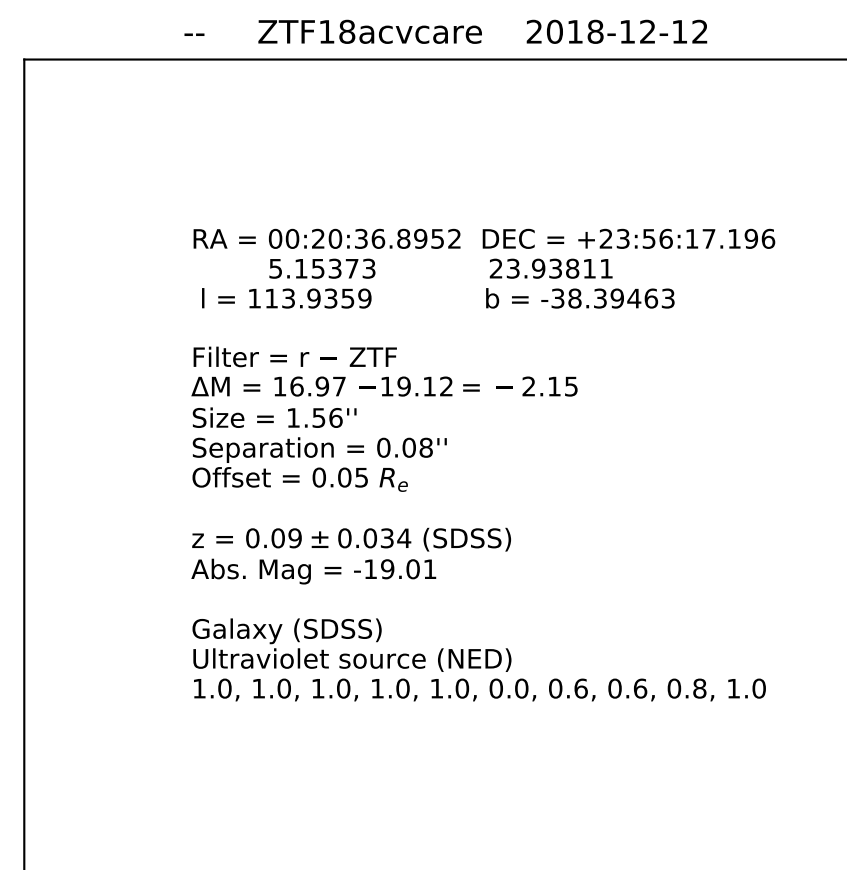 -- ZTF18acvcare 2018-12-12
RA = 00:20:36.8952 DEC = +23:56:17.196
5.15373 23.93811
l = 113.9359 b = -38.39463
Filter = r − ZTF
ΔM = 16.97 −19.12 = − 2.15
Size = 1.56''
Separation = 0.08''
Offset = 0.05 Rₑ
z = 0.09 ± 0.034 (SDSS)
Abs. Mag = -19.01
Galaxy (SDSS)
Ultraviolet source (NED)
1.0, 1.0, 1.0, 1.0, 1.0, 0.0, 0.6, 0.6, 0.8, 1.0